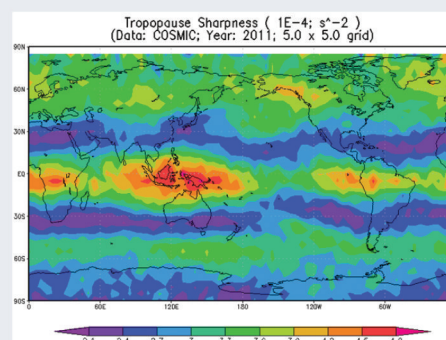 Tropopause Sharpness ( 1E-4; s^-2 )
(Data: COSMIC; Year: 2011; 5.0 x 5.0 grid)
90N
60N
30N
EQ
30S
60S
90S
0 60E 120E 180 120W 60W